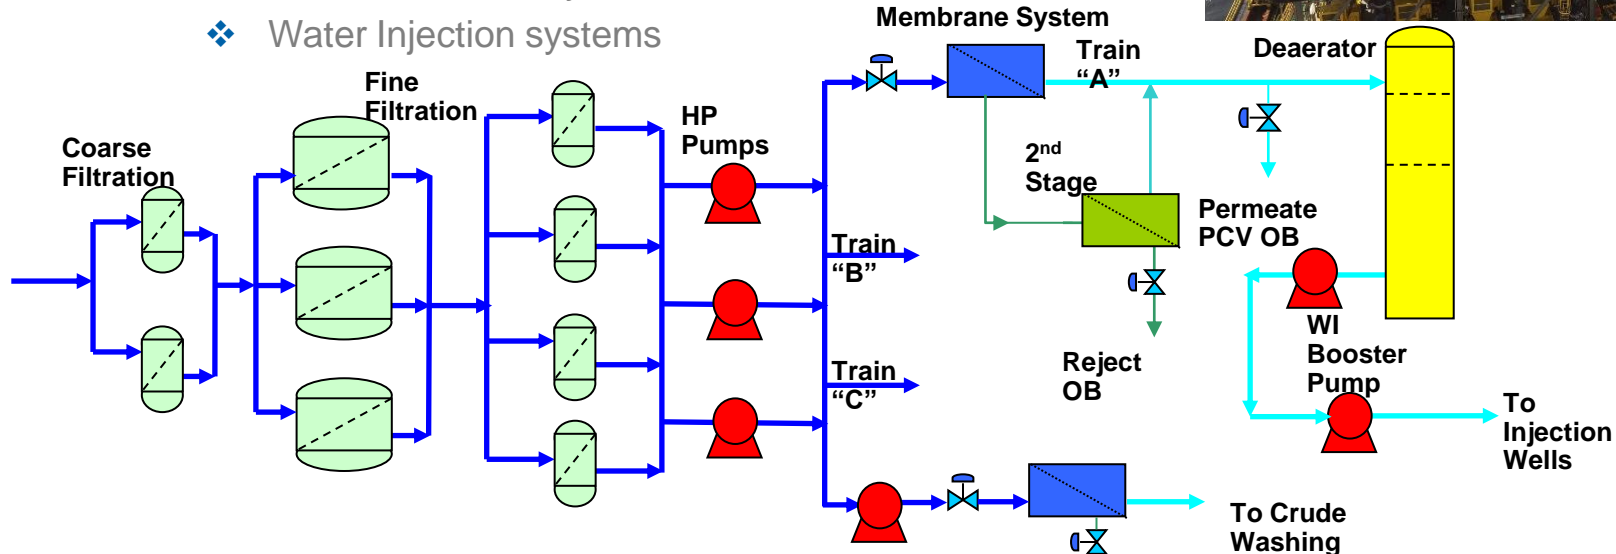 Water Injection systems
Membrane System
Train
“A”
Deaerator
Fine
Filtration
HP
Pumps
Coarse
Filtration
2nd
Stage
Permeate
PCV OB
Train
“B”
WI
Booster
Pump
Reject
OB
Train
“C”
To
Injection
Wells
To Crude
Washing